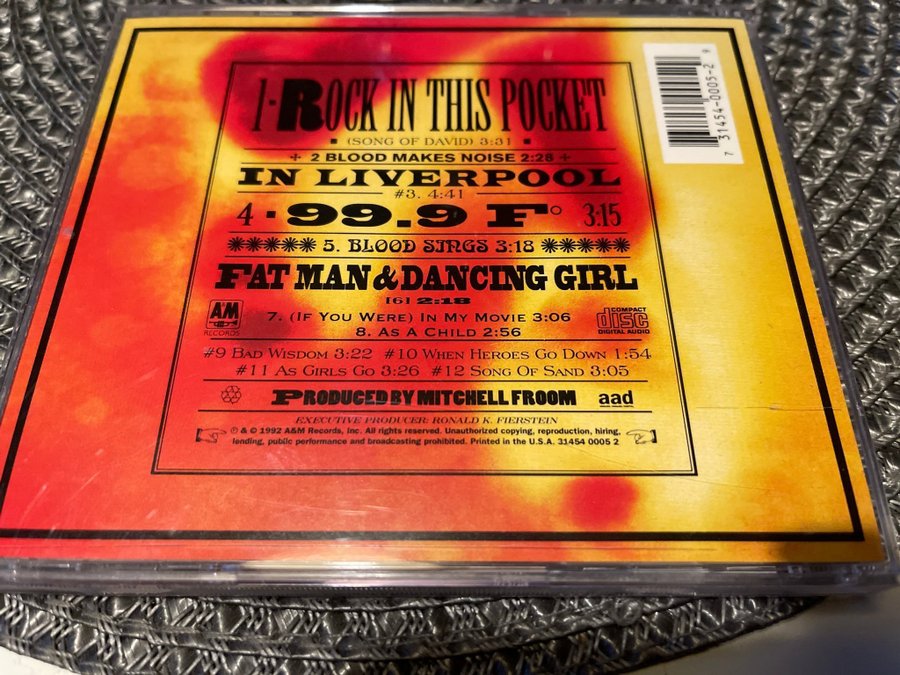 1·ROCK IN THIS POCKET
▪ (SONG OF DAVID) 3:31 ▪
+ 2 BLOOD MAKES NOISE 2:28 +
IN LIVERPOOL
#3. 4:41
4 · 99.9 F° 3:15
5. BLOOD SINGS 3:18
FAT MAN & DANCING GIRL
[6] 2:18
7. (IF YOU WERE) IN MY MOVIE 3:06
8. AS A CHILD 2:56
A&M RECORDS
COMPACT disc DIGITAL AUDIO
#9 BAD WISDOM 3:22 #10 WHEN HEROES GO DOWN 1:54
#11 AS GIRLS GO 3:26 #12 SONG OF SAND 3:05
PRODUCED BY MITCHELL FROOM
aad
EXECUTIVE PRODUCER: RONALD K. FIERSTEIN
℗ & © 1992 A&M Records, Inc. All rights reserved. Unauthorized copying, reproduction, hiring,
lending, public performance and broadcasting prohibited. Printed in the U.S.A. 31454 0005 2
7 31454-0005-2 9